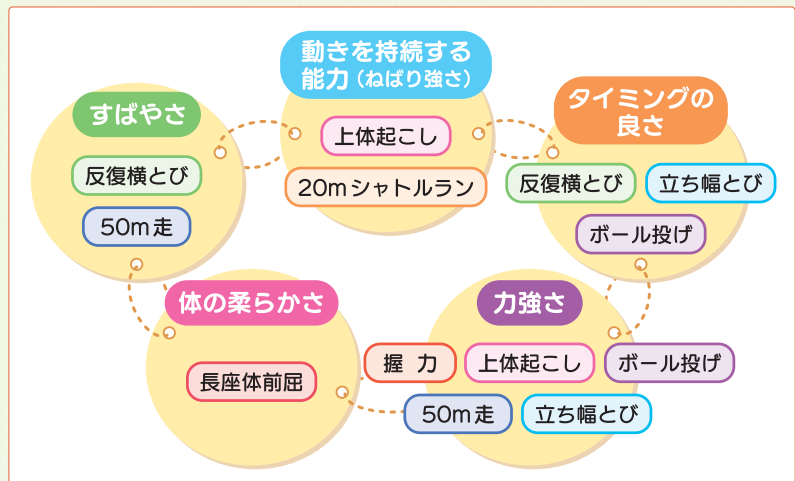 動きを持続する
能力（ねばり強さ）
上体起こし
20mシャトルラン
すばやさ
反復横とび
50m走
タイミングの
良さ
反復横とび
立ち幅とび
ボール投げ
体の柔らかさ
長座体前屈
力強さ
握 力
上体起こし
ボール投げ
50m走
立ち幅とび